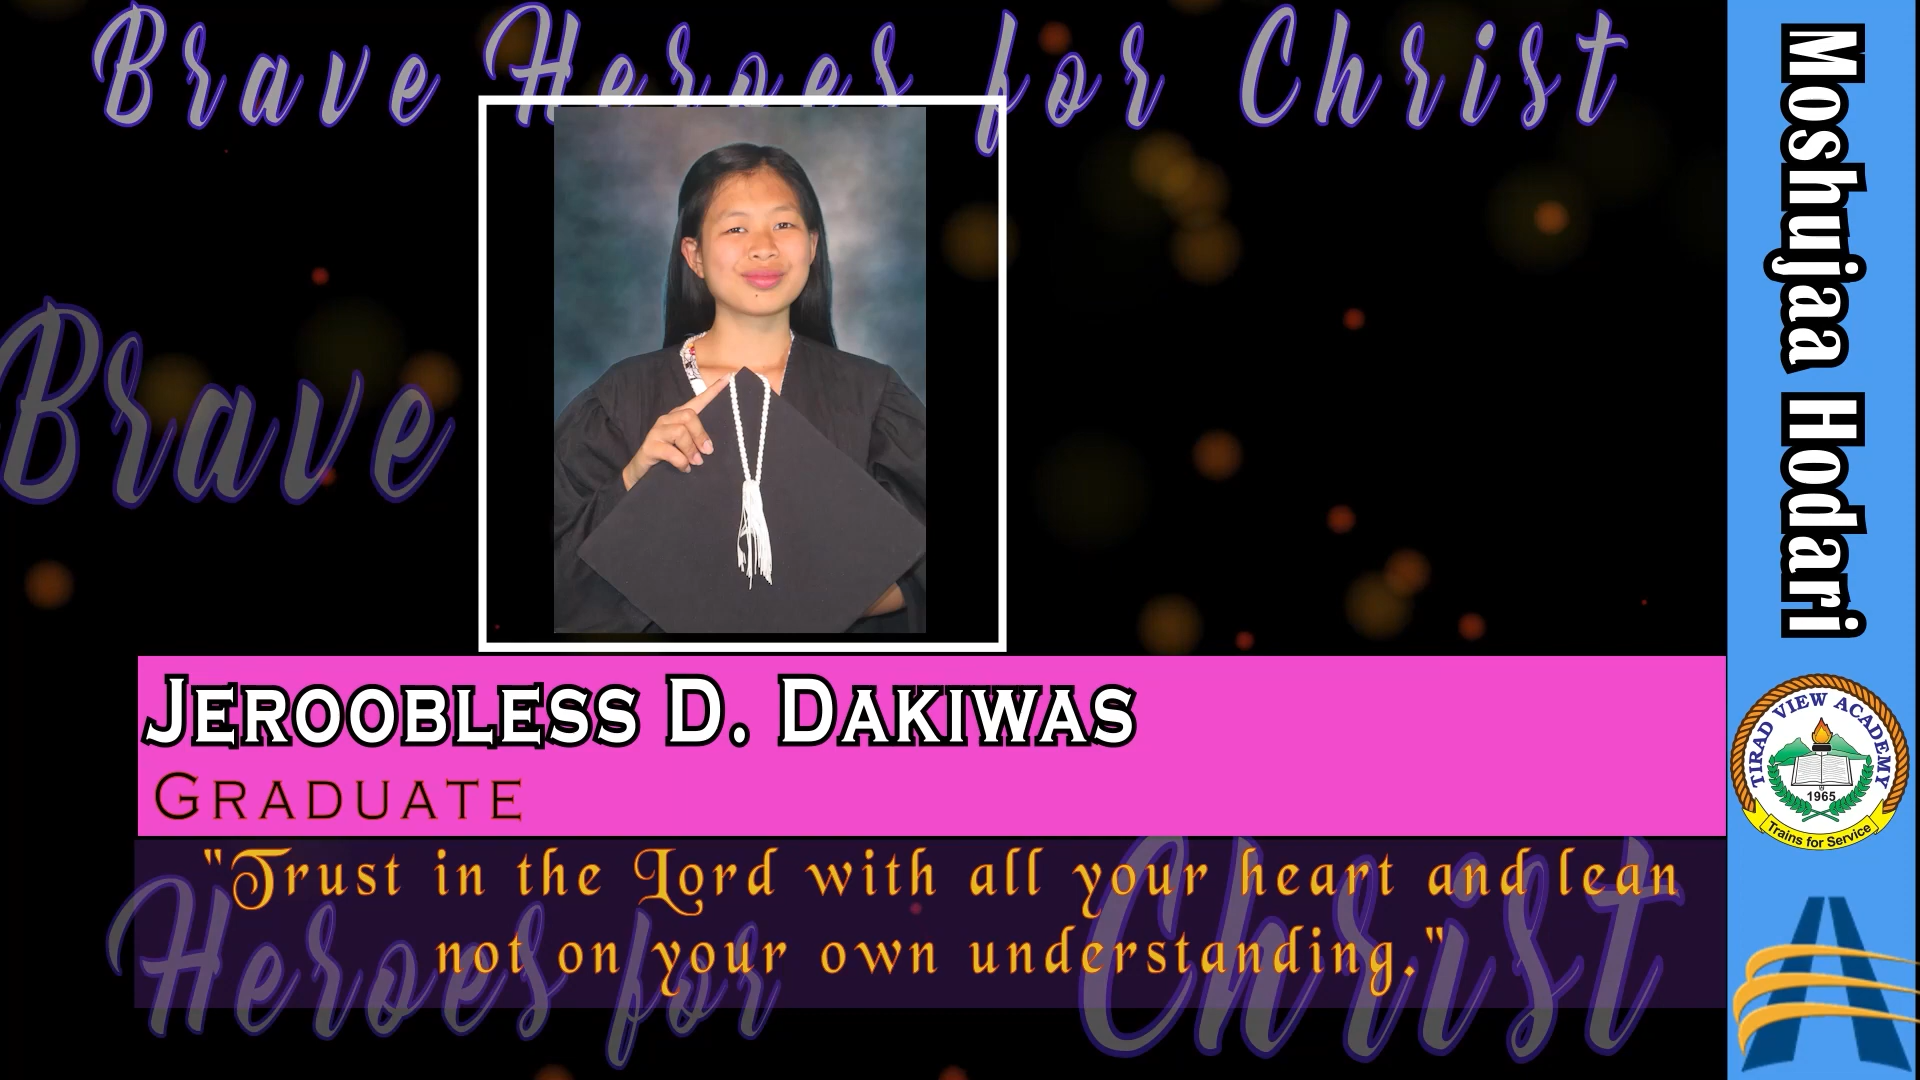 Brave Heroes for Christ
Brave
Jeroobless D. Dakiwas
Graduate
"Trust in the Lord with all your heart and lean
not on your own understanding."
Heroes for Christ
Moshujaa Hodari
TIRAD VIEW ACADEMY
1965
Trains for Service